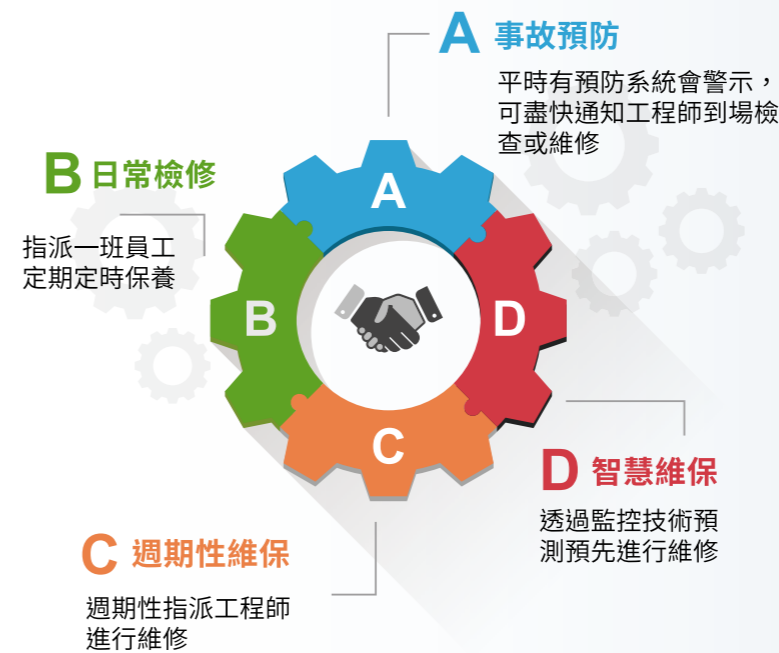 A 事故預防
平時有預防系統會警示，
可盡快通知工程師到場檢
查或維修
B 日常檢修
指派一班員工
定期定時保養
A
B
D
C
D 智慧維保
透過監控技術預
測預先進行維修
C 週期性維保
週期性指派工程師
進行維修